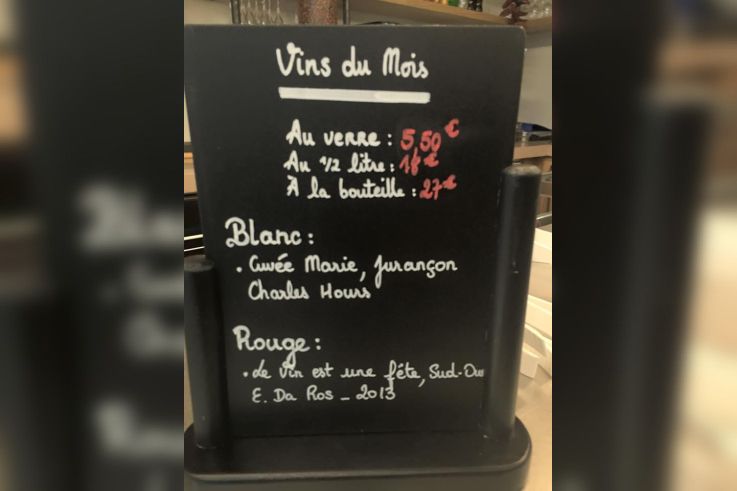 Vins du Mois
Au verre : 5,50 €
Au 1/2 litre : 18 €
À la bouteille : 27 €
Blanc :
• Cuvée Marie, Jurançon
Charles Hours
Rouge :
• Le vin est une fête, Sud-Ou
E. Da Ros - 2013